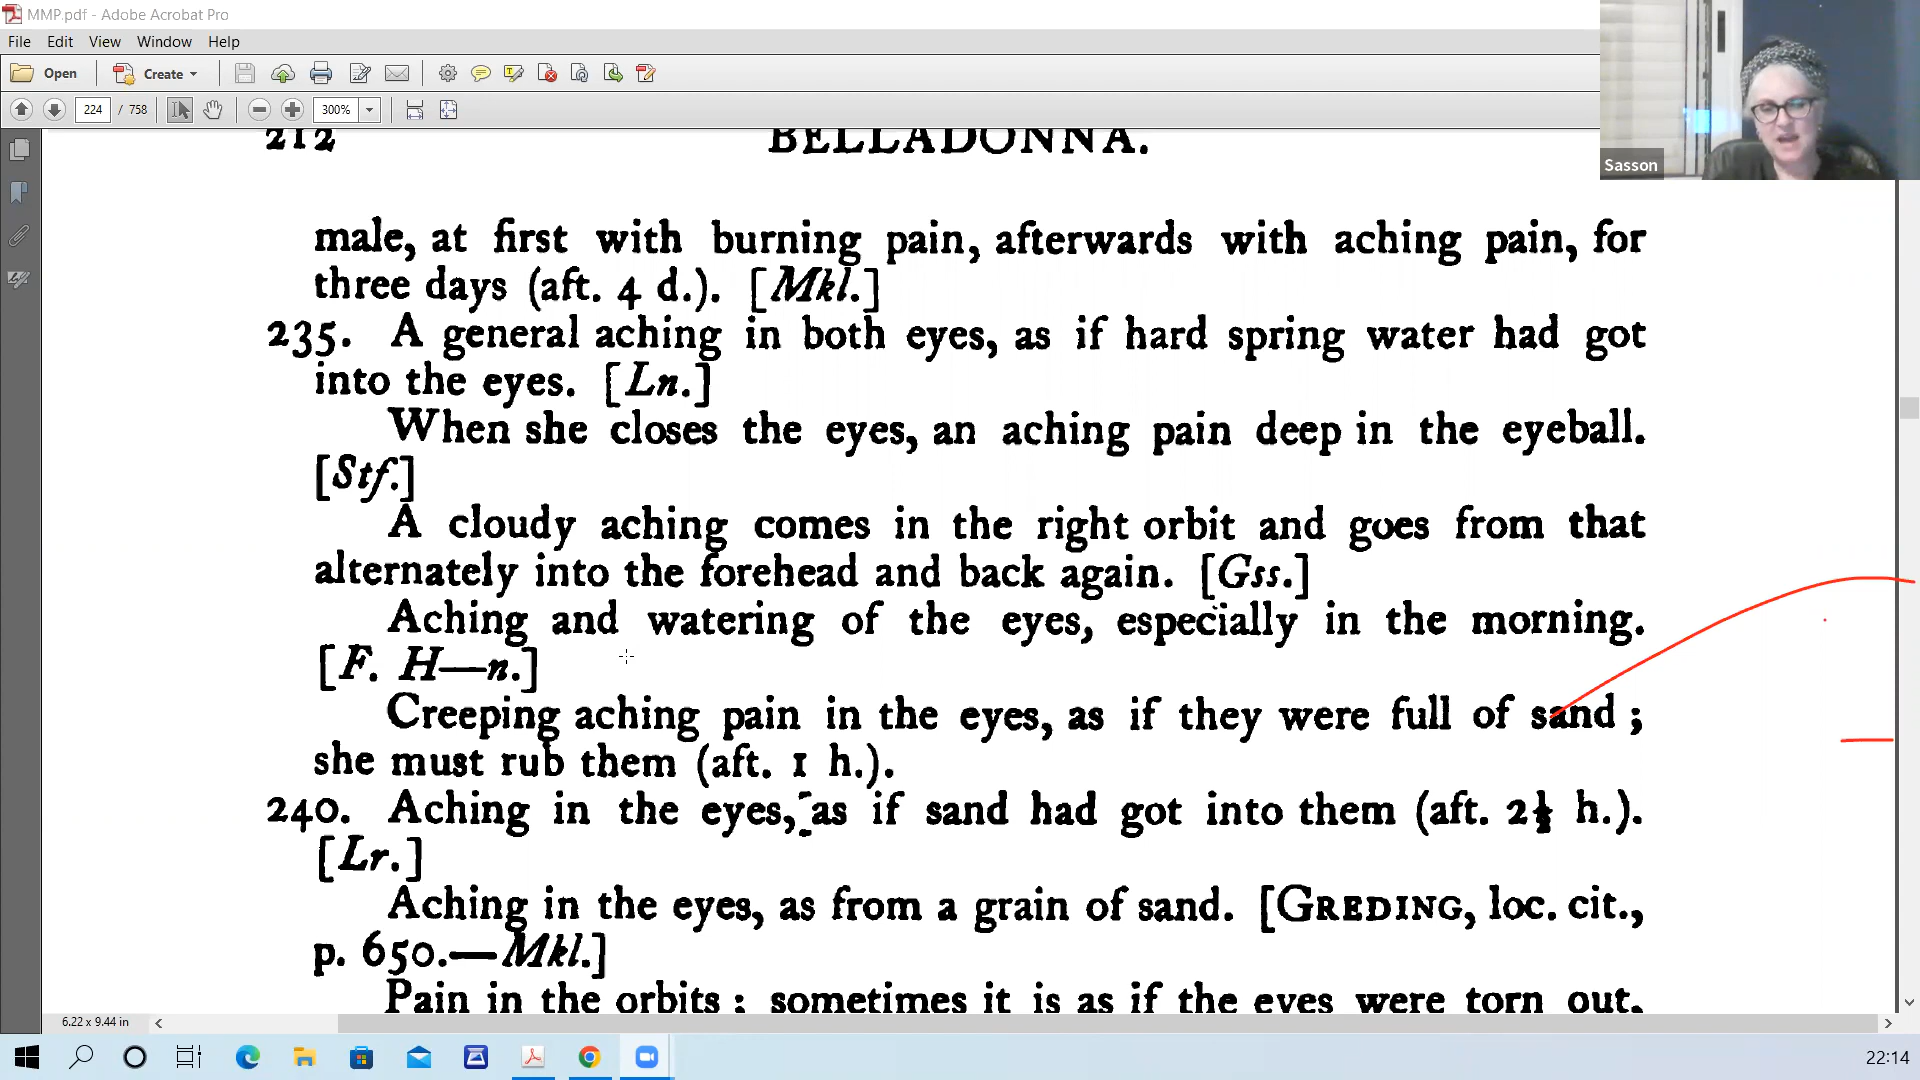 MMP.pdf - Adobe Acrobat Pro
File Edit View Window Help
Open Create
224 / 758 300%
Sasson
212 BELLADONNA.
male, at first with burning pain, afterwards with aching pain, for
three days (aft. 4 d.). [Mkl.]
235. A general aching in both eyes, as if hard spring water had got
into the eyes. [Ln.]
When she closes the eyes, an aching pain deep in the eyeball.
[Stf.]
A cloudy aching comes in the right orbit and goes from that
alternately into the forehead and back again. [Gss.]
Aching and watering of the eyes, especially in the morning.
[F. H—n.]
Creeping aching pain in the eyes, as if they were full of sand ;
she must rub them (aft. 1 h.).
240. Aching in the eyes, as if sand had got into them (aft. 2½ h.).
[Lr.]
Aching in the eyes, as from a grain of sand. [GREDING, loc. cit.,
p. 650.—Mkl.]
Pain in the orbits ; sometimes it is as if the eyes were torn out,
6.22 x 9.44 in
22:14